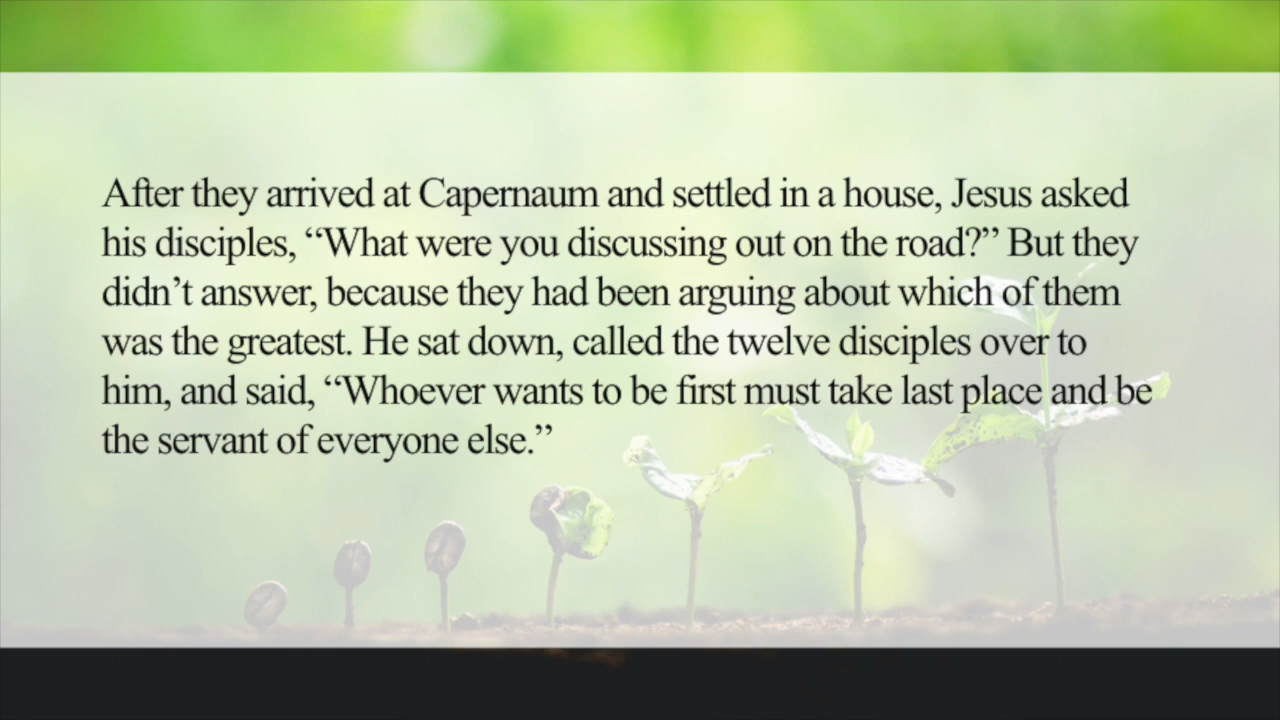 After they arrived at Capernaum and settled in a house, Jesus asked
his disciples, “What were you discussing out on the road?” But they
didn’t answer, because they had been arguing about which of them
was the greatest. He sat down, called the twelve disciples over to
him, and said, “Whoever wants to be first must take last place and be
the servant of everyone else.”